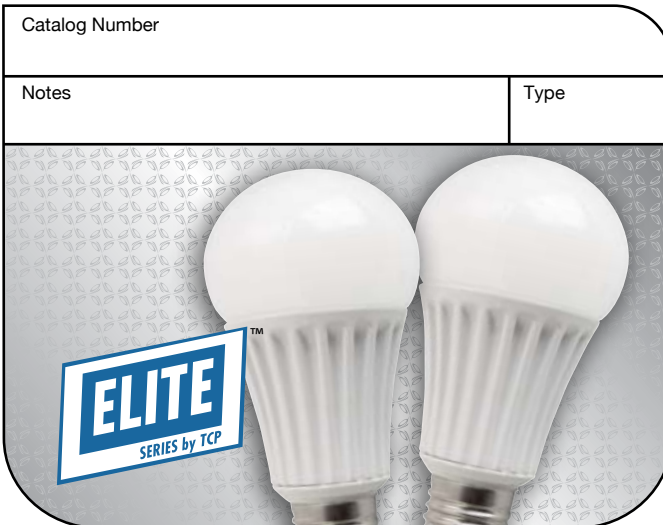 Catalog Number
Notes
Type
ELITE
™
SERIES by TCP